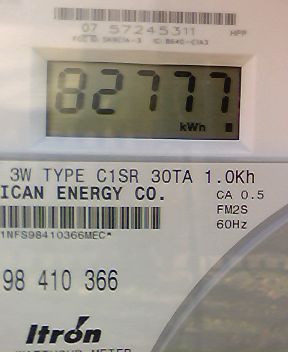 07 57245311 HPP
82777
kWh
3W TYPE C1SR 30TA 1.0Kh
ICAN ENERGY CO. CA 0.5
FM2S
1NFS98410366MEC* 60Hz
98 410 366
Itron